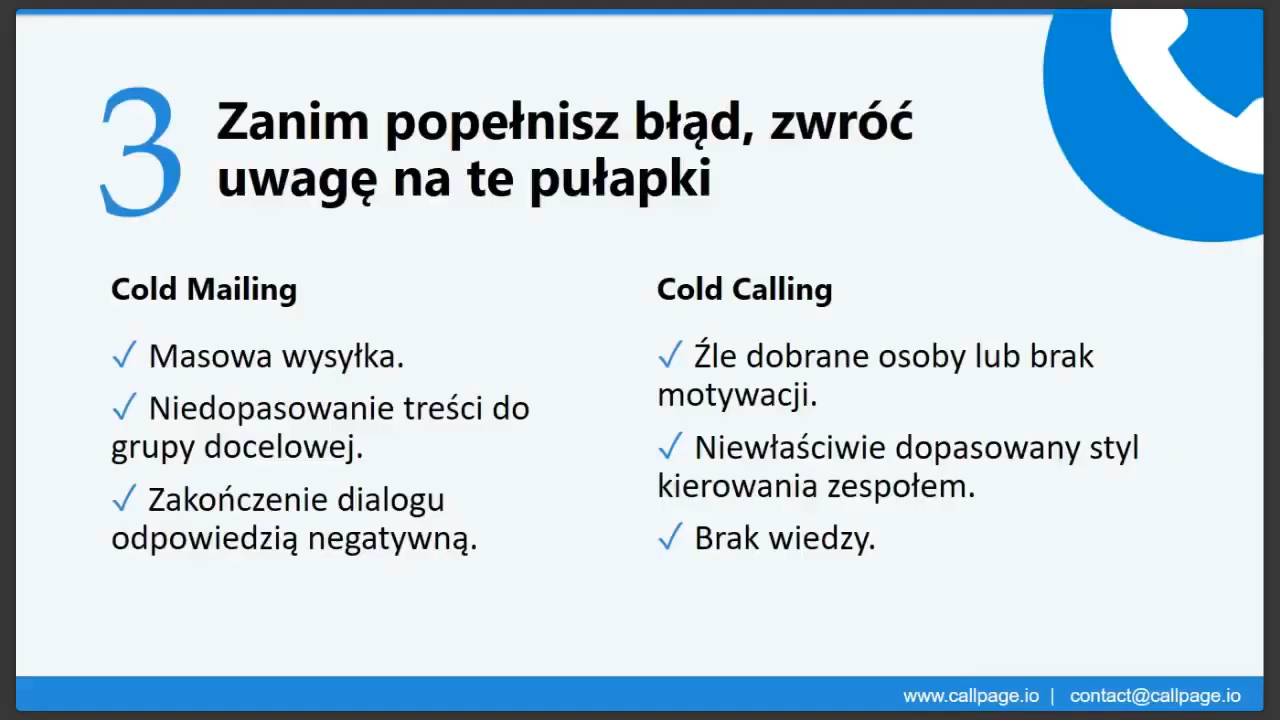 3
Zanim popełnisz błąd, zwróć
uwagę na te pułapki
Cold Mailing
✓ Masowa wysyłka.
✓ Niedopasowanie treści do
grupy docelowej.
✓ Zakończenie dialogu
odpowiedzią negatywną.
Cold Calling
✓ Źle dobrane osoby lub brak
motywacji.
✓ Niewłaściwie dopasowany styl
kierowania zespołem.
✓ Brak wiedzy.
www.callpage.io | contact@callpage.io